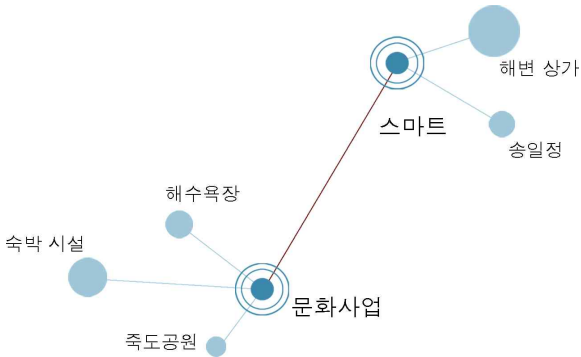 해변 상가
스마트
송일정
해수욕장
숙박 시설
문화사업
죽도공원